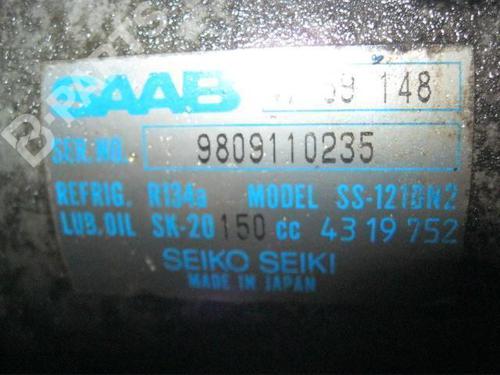 SAAB 148
SER. NO. 9809110235
REFRIG. R134a MODEL SS-121DN2
LUB. OIL SK-20 150 cc 4319752
SEIKO SEIKI
MADE IN JAPAN
B-PARTS